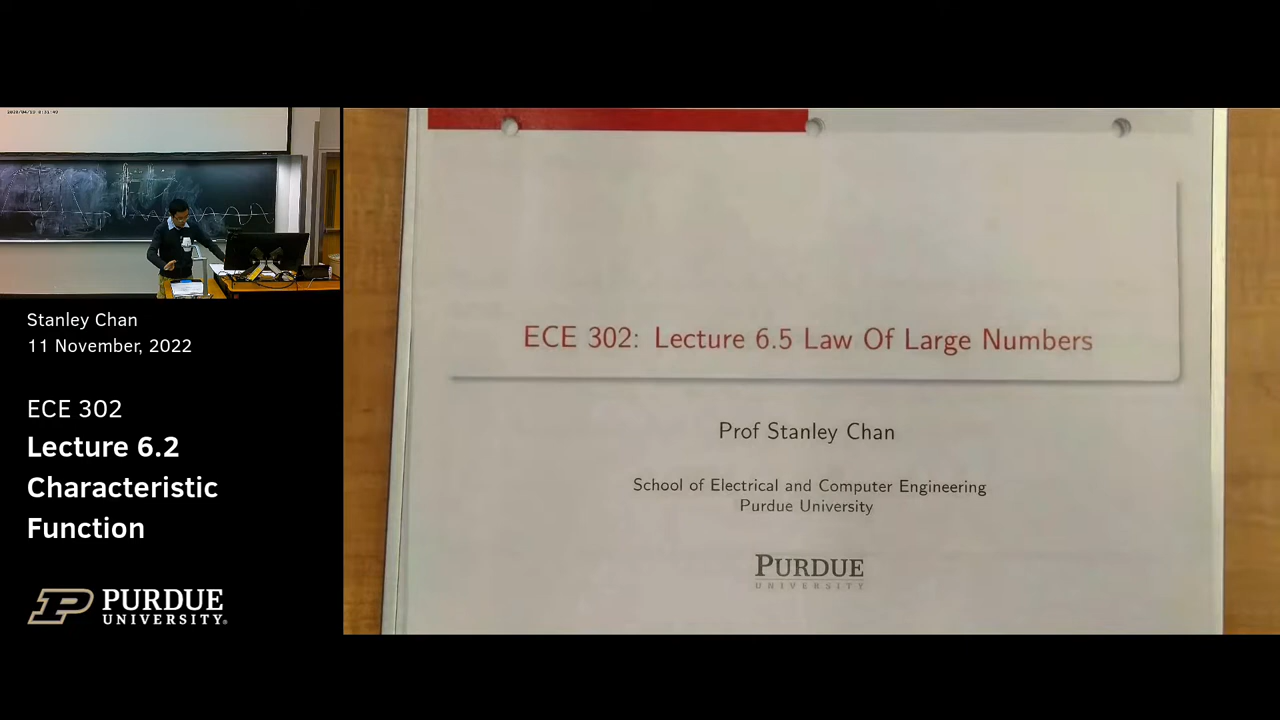 Stanley Chan
11 November, 2022
ECE 302
Lecture 6.2
Characteristic
Function
PURDUE
UNIVERSITY®
ECE 302: Lecture 6.5 Law Of Large Numbers
Prof Stanley Chan
School of Electrical and Computer Engineering
Purdue University
PURDUE
UNIVERSITY